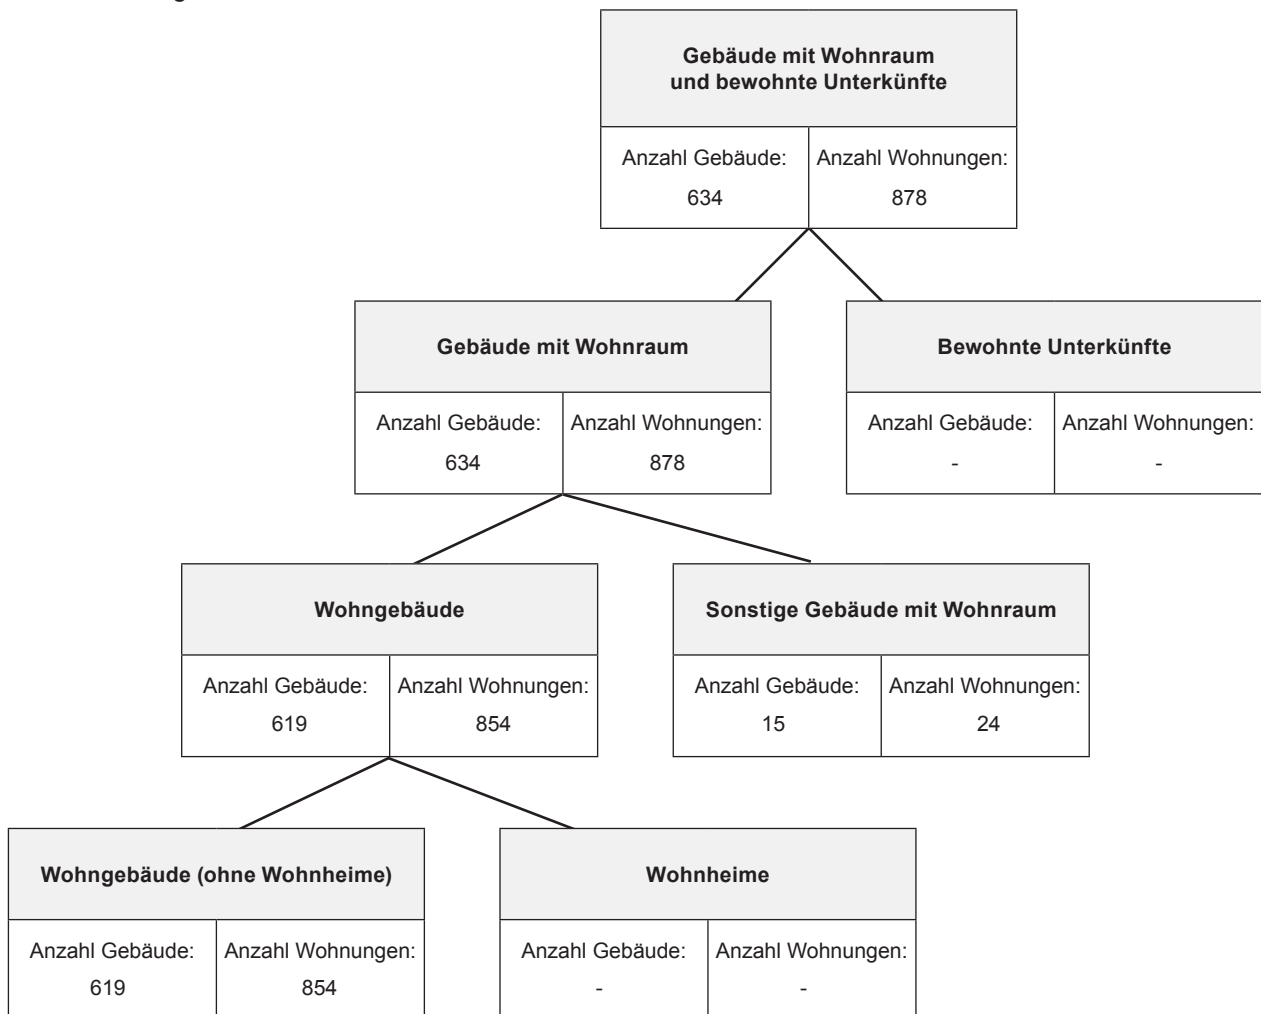 Gebäude mit Wohnraum
und bewohnte Unterkünfte
Anzahl Gebäude: Anzahl Wohnungen:
634 878
Gebäude mit Wohnraum
Anzahl Gebäude: Anzahl Wohnungen:
634 878
Bewohnte Unterkünfte
Anzahl Gebäude: Anzahl Wohnungen:
- -
Wohngebäude
Anzahl Gebäude: Anzahl Wohnungen:
619 854
Sonstige Gebäude mit Wohnraum
Anzahl Gebäude: Anzahl Wohnungen:
15 24
Wohngebäude (ohne Wohnheime)
Anzahl Gebäude: Anzahl Wohnungen:
619 854
Wohnheime
Anzahl Gebäude: Anzahl Wohnungen:
- -